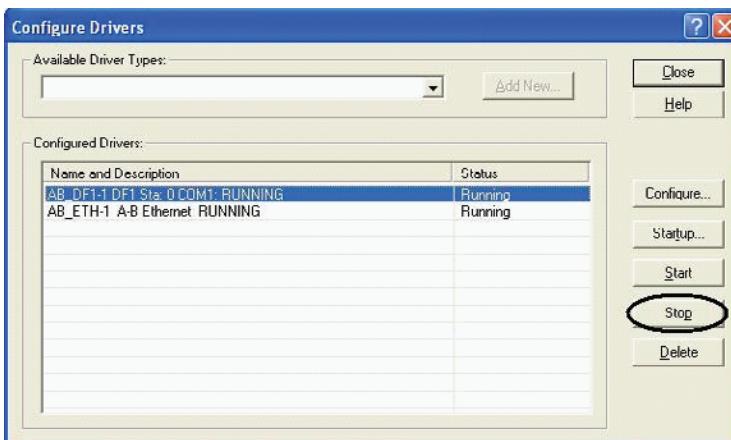 Configure Drivers
Available Driver Types:
Add New...
Close
Help
Configured Drivers:
Name and Description Status
AB_DF1-1 DF1 Sta: 0 COM1: RUNNING Running
AB_ETH-1 A-B Ethernet RUNNING Running
Configure...
Startup...
Start
Stop
Delete